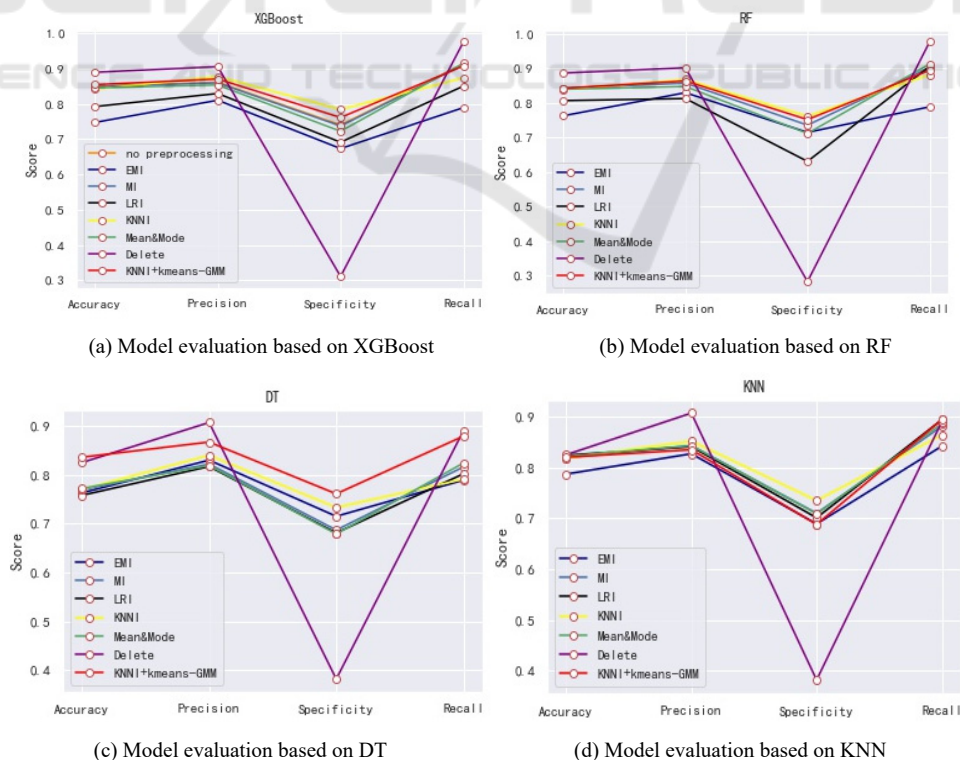 XGBoost
1.0
0.9
0.8
0.7
0.6
0.5
0.4
0.3
Score
no preprocessing
EMI
MI
LRI
KNNI
Mean&Mode
Delete
KNNI+kmeans-GMM
Accuracy Precision Specificity Recall
(a) Model evaluation based on XGBoost
RF
1.0
0.9
0.8
0.7
0.6
0.5
0.4
0.3
Score
EMI
MI
LRI
KNNI
Mean&Mode
Delete
KNNI+kmeans-GMM
Accuracy Precision Specificity Recall
(b) Model evaluation based on RF
DT
0.9
0.8
0.7
0.6
0.5
0.4
Score
EMI
MI
LRI
KNNI
Mean&Mode
Delete
KNNI+kmeans-GMM
Accuracy Precision Specificity Recall
(c) Model evaluation based on DT
KNN
0.9
0.8
0.7
0.6
0.5
0.4
Score
EMI
MI
LRI
KNNI
Mean&Mode
Delete
KNNI+kmeans-GMM
Accuracy Precision Specificity Recall
(d) Model evaluation based on KNN